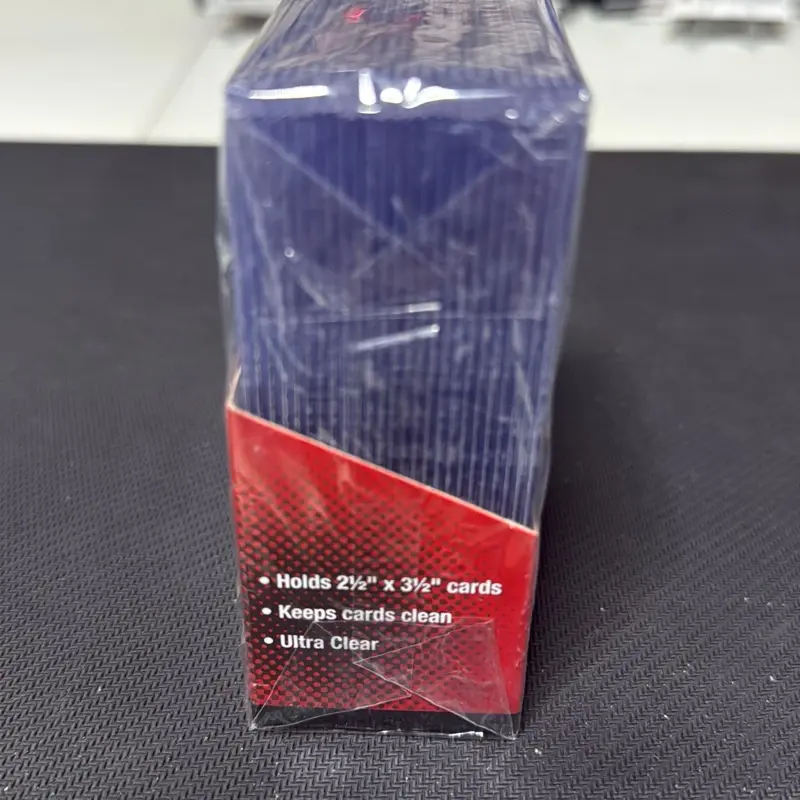 • Holds 2½" x 3½" cards
• Keeps cards clean
• Ultra Clear